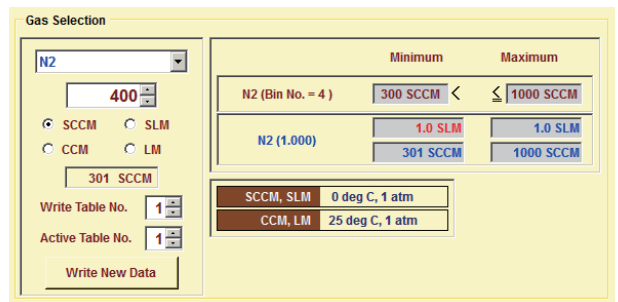 Gas Selection
N2
400
SCCM SLM
CCM LM
301 SCCM
Write Table No. 1
Active Table No. 1
Write New Data
Minimum Maximum
N2 (Bin No. = 4 ) 300 SCCM < ≦ 1000 SCCM
N2 (1.000) 1.0 SLM 1.0 SLM
301 SCCM 1000 SCCM
SCCM, SLM 0 deg C, 1 atm
CCM, LM 25 deg C, 1 atm